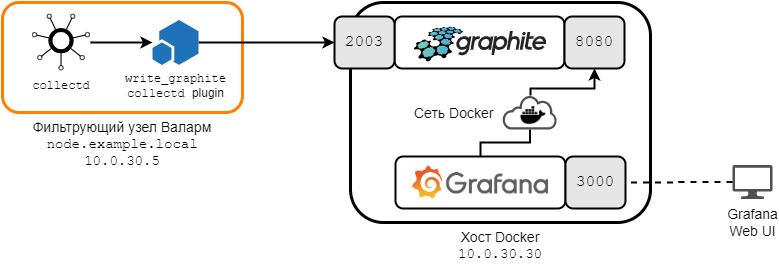 collectd
write_graphite
collectd plugin
Фильтрующий узел Валарм
node.example.local
10.0.30.5
2003
graphite
8080
Сеть Docker
Grafana
3000
Хост Docker
10.0.30.30
Grafana
Web UI